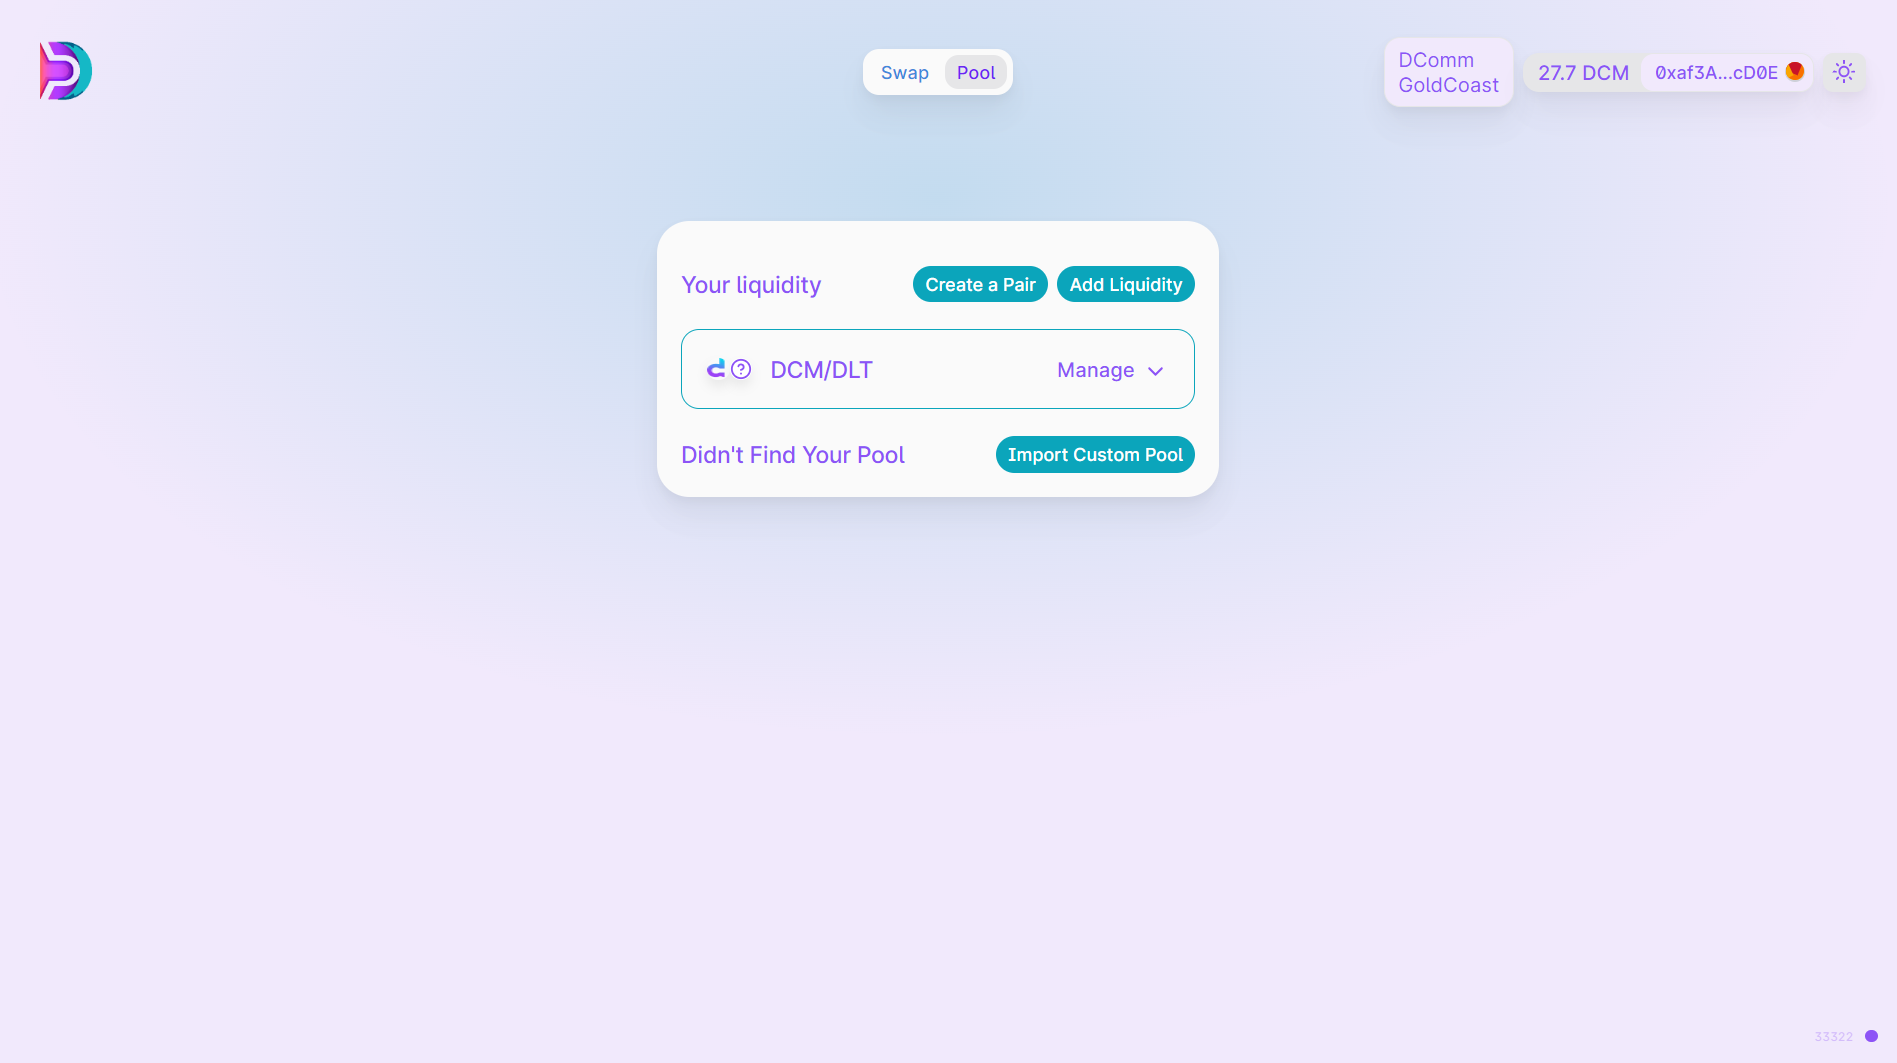 Swap
Pool
DComm
GoldCoast
27.7 DCM
0xaf3A...cD0E
Your liquidity
Create a Pair
Add Liquidity
DCM/DLT
Manage
Didn't Find Your Pool
Import Custom Pool
33322